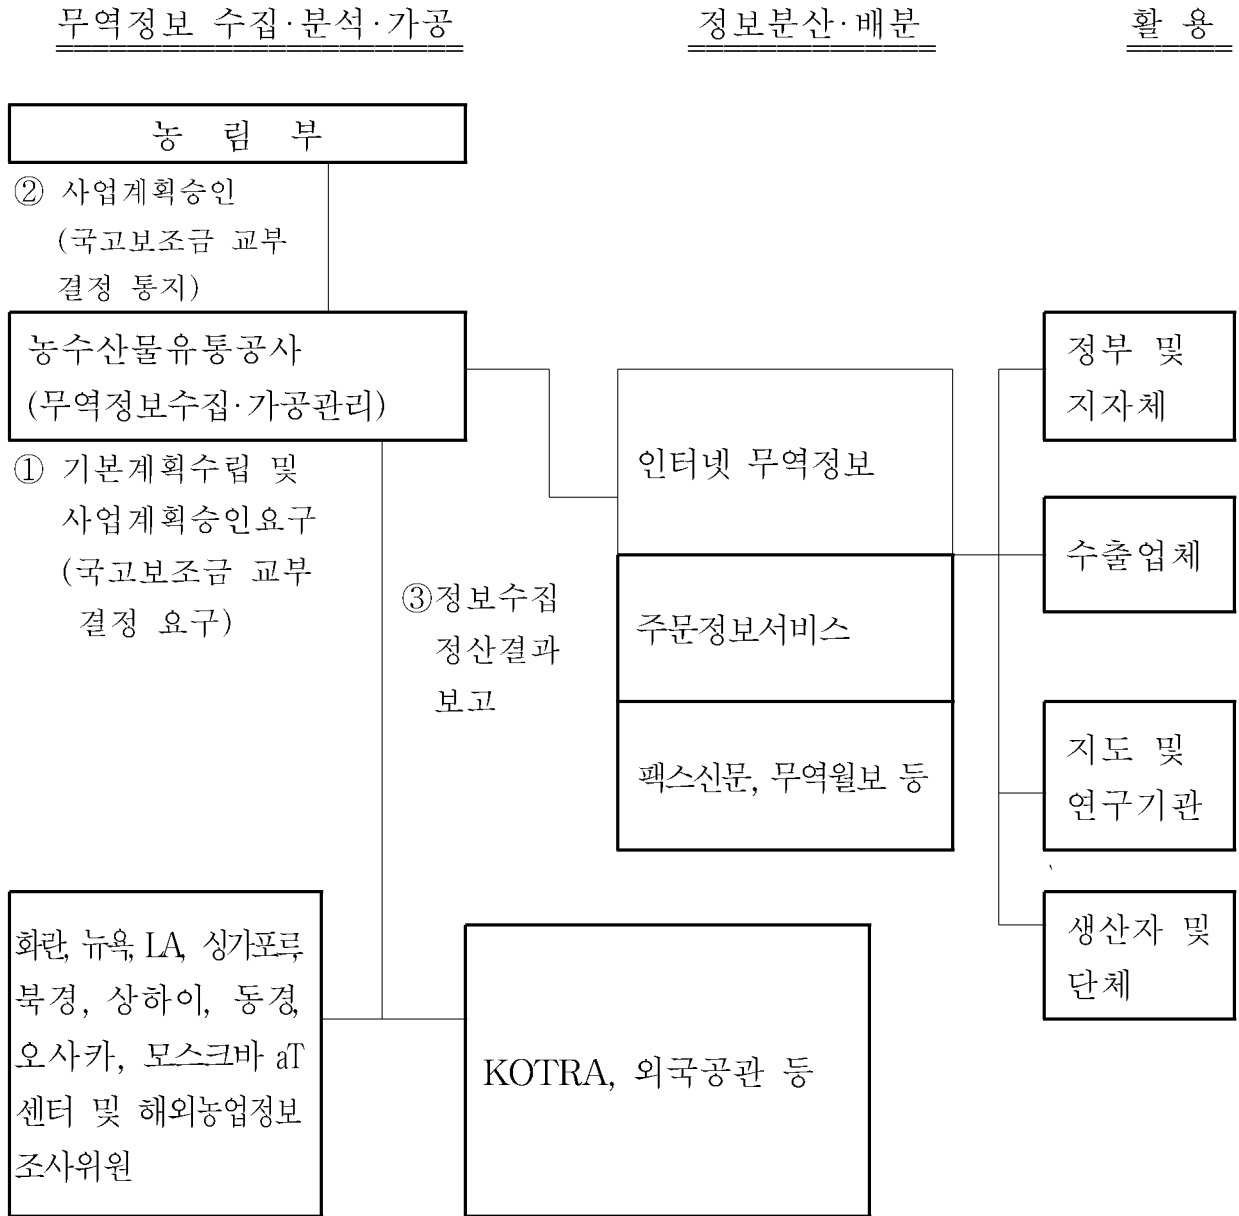 무역정보 수집·분석·가공
정보분산·배분
활 용
농 림 부
② 사업계획승인
(국고보조금 교부
결정 통지)
농수산물유통공사
(무역정보수집·가공관리)
① 기본계획수립 및
사업계획승인요구
(국고보조금 교부
결정 요구)
③정보수집
정산결과
보고
인터넷 무역정보
주문정보서비스
팩스신문, 무역월보 등
정부 및
지자체
수출업체
지도 및
연구기관
생산자 및
단체
화란, 뉴욕, LA, 싱가포르,
북경, 상하이, 동경,
오사카, 모스크바 aT
센터 및 해외농업정보
조사위원
KOTRA, 외국공관 등